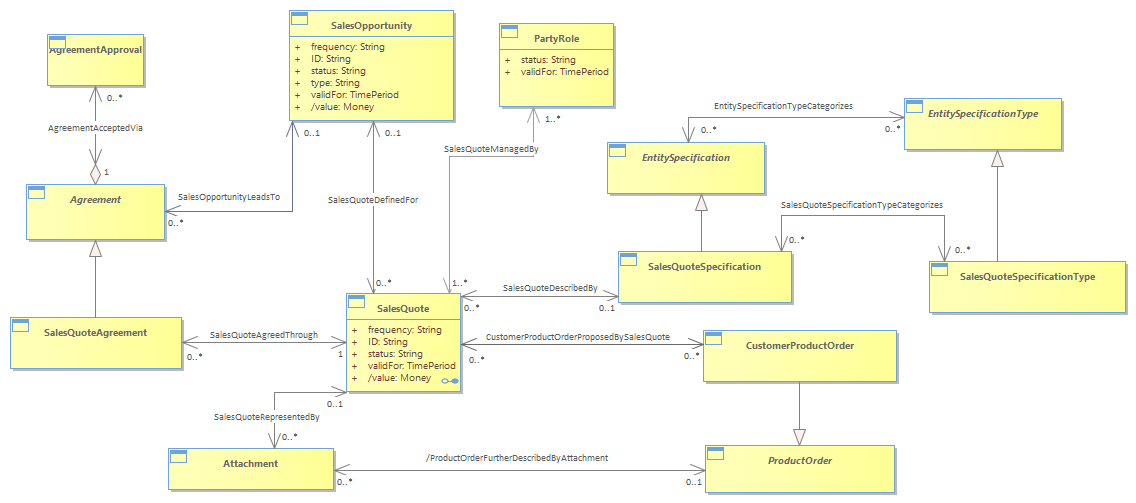 SalesOpportunity
+ frequency: String
+ ID: String
+ status: String
+ type: String
+ validFor: TimePeriod
+ /value: Money
PartyRole
+ status: String
+ validFor: TimePeriod
AgreementApproval
0..*
AgreementAcceptedVia
1
Agreement
0..*
SalesOpportunityLeadsTo
0..1
0..1
SalesQuoteDefinedFor
0..*
1..*
SalesQuoteManagedBy
1..*
EntitySpecificationTypeCategorizes
0..*
0..*
EntitySpecificationType
EntitySpecification
SalesQuoteSpecificationTypeCategorizes
0..*
0..*
SalesQuoteSpecification
SalesQuoteSpecificationType
SalesQuoteDescribedBy
0..*
0..1
SalesQuote
+ frequency: String
+ ID: String
+ status: String
+ validFor: TimePeriod
+ /value: Money
SalesQuoteAgreement
SalesQuoteAgreedThrough
0..*
1
CustomerProductOrderProposedBySalesQuote
0..*
0..*
CustomerProductOrder
0..1
SalesQuoteRepresentedBy
0..*
Attachment
/ProductOrderFurtherDescribedByAttachment
0..*
0..1
ProductOrder